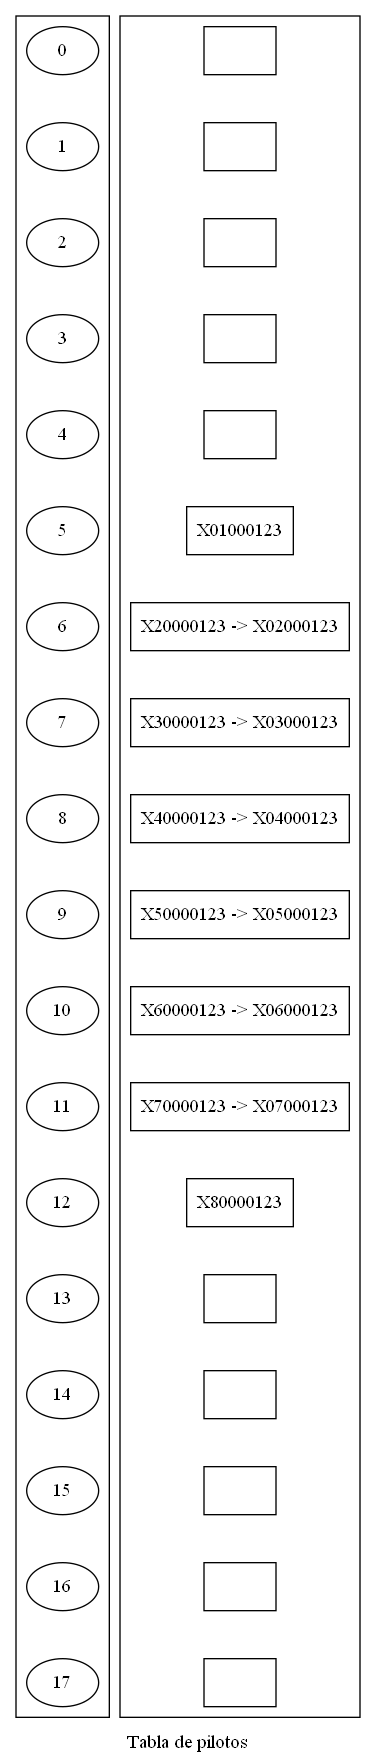 0
1
2
3
4
5 X01000123
6 X20000123 -> X02000123
7 X30000123 -> X03000123
8 X40000123 -> X04000123
9 X50000123 -> X05000123
10 X60000123 -> X06000123
11 X70000123 -> X07000123
12 X80000123
13
14
15
16
17
Tabla de pilotos